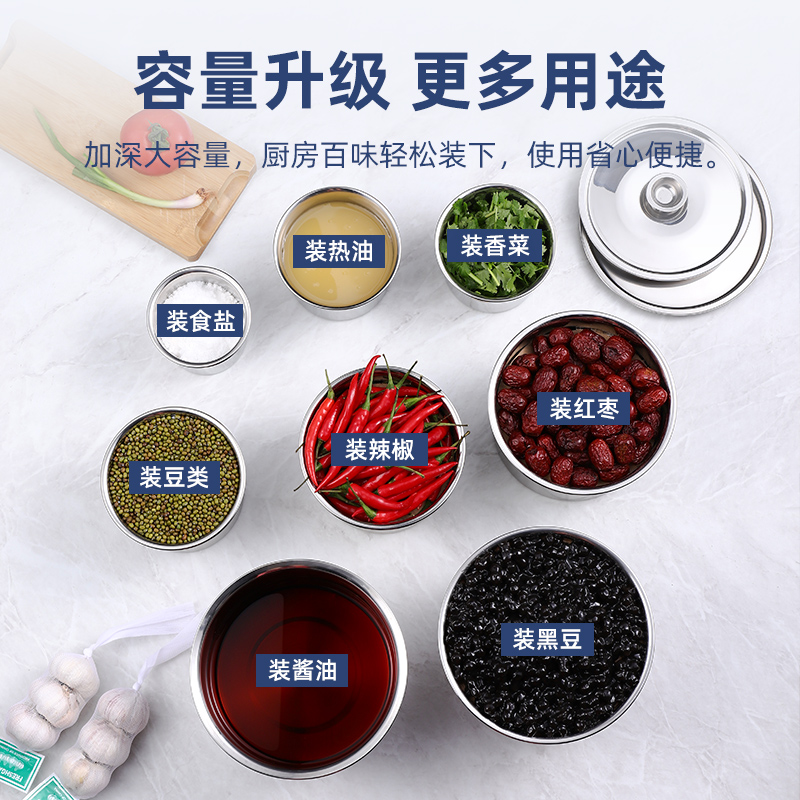 容量升级 更多用途
加深大容量，厨房百味轻松装下，使用省心便捷。
装热油
装香菜
装食盐
装红枣
装辣椒
装豆类
装黑豆
装酱油